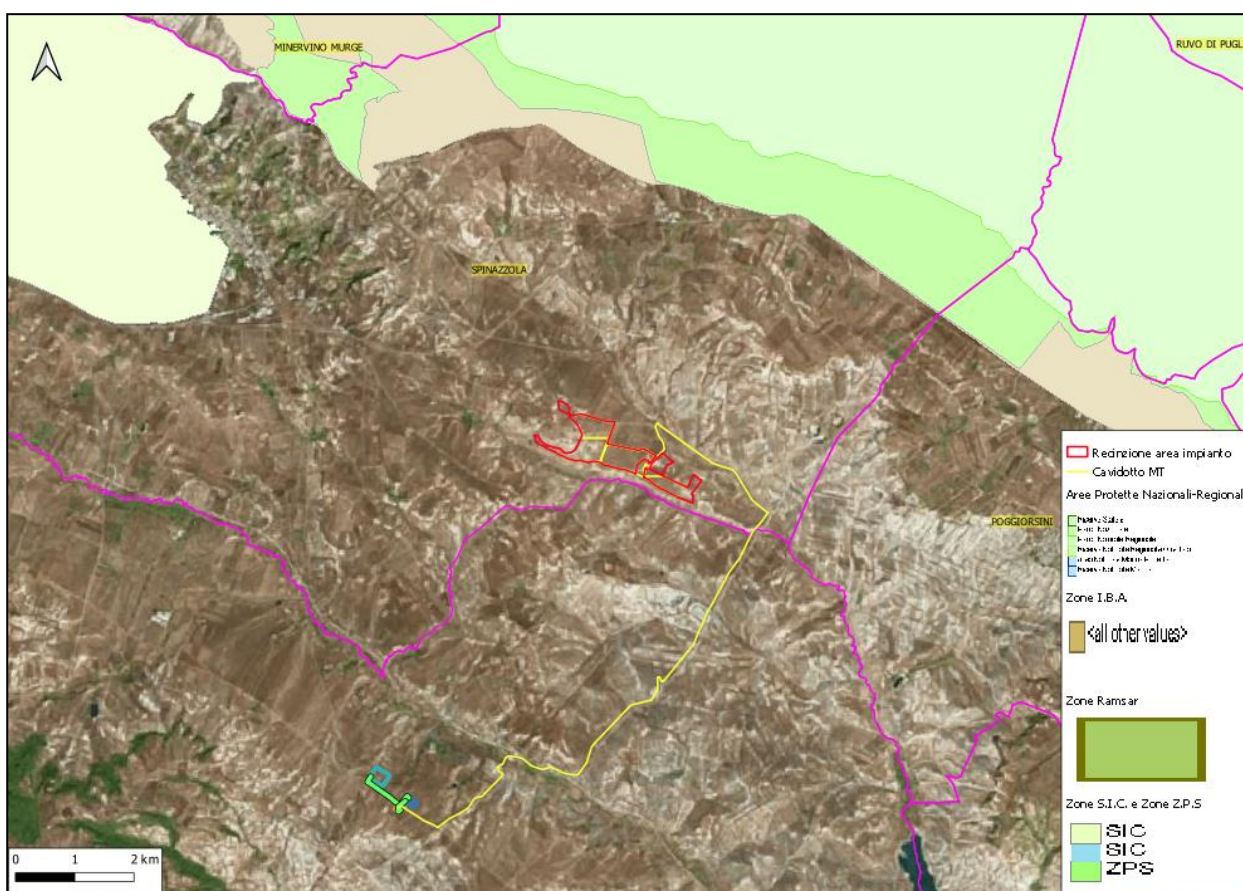 MINERVINO MURGE
RUVO DI PUGL
SPINAZZOLA
POGGIORSINI
Recinzione area impianto
Cavidotto MT
Aree Protette Nazionali-Regional
Zone I.B.A.
<all other values>
Zone Ramsar
Zone S.I.C. e Zone Z.P.S
SIC
SIC
ZPS
0 1 2 km